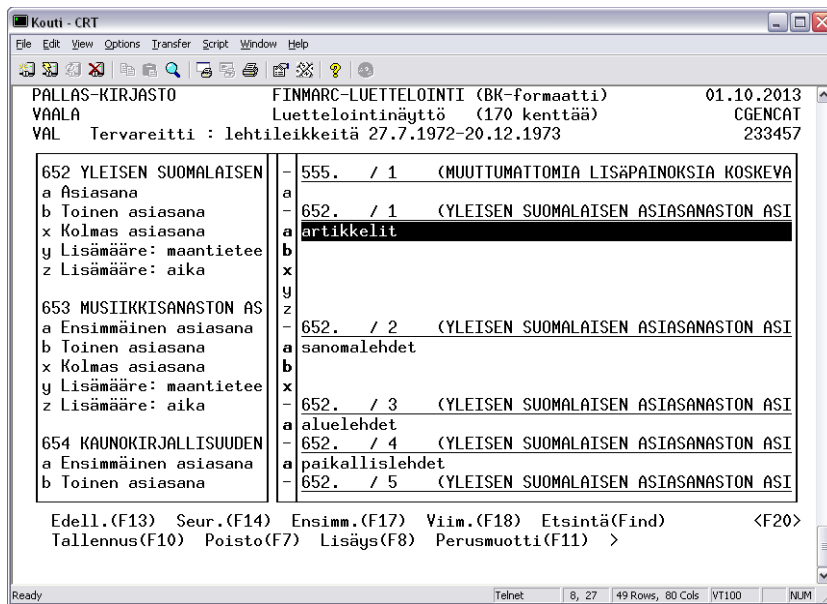 Kouti - CRT
File Edit View Options Transfer Script Window Help
PALLAS-KIRJASTO FINMARC-LUETTELOINTI (BK-formaatti) 01.10.2013
VAALA Luettelointinäyttö (170 kenttää) CGENCAT
VAL Tervareitti : lehtileikkeitä 27.7.1972-20.12.1973 233457
652 YLEISEN SUOMALAISEN - 555. / 1 (MUUTTUMATTOMIA LISäPAINOKSIA KOSKEVA
a Asiasana a
b Toinen asiasana - 652. / 1 (YLEISEN SUOMALAISEN ASIASANASTON ASI
x Kolmas asiasana a artikkelit
y Lisämääre: maantietee b
z Lisämääre: aika x
y
653 MUSIIKKISANASTON AS z
a Ensimmäinen asiasana - 652. / 2 (YLEISEN SUOMALAISEN ASIASANASTON ASI
b Toinen asiasana a sanomalehdet
x Kolmas asiasana b
y Lisämääre: maantietee x
z Lisämääre: aika - 652. / 3 (YLEISEN SUOMALAISEN ASIASANASTON ASI
a aluelehdet
654 KAUNOKIRJALLISUUDEN - 652. / 4 (YLEISEN SUOMALAISEN ASIASANASTON ASI
a Ensimmäinen asiasana a paikallislehdet
b Toinen asiasana - 652. / 5 (YLEISEN SUOMALAISEN ASIASANASTON ASI
Edell.(F13) Seur.(F14) Ensimm.(F17) Viim.(F18) Etsintä(Find) <F20>
Tallennus(F10) Poisto(F7) Lisäys(F8) Perusmuotti(F11) >
Ready Telnet 8, 27 49 Rows, 80 Cols VT100 NUM